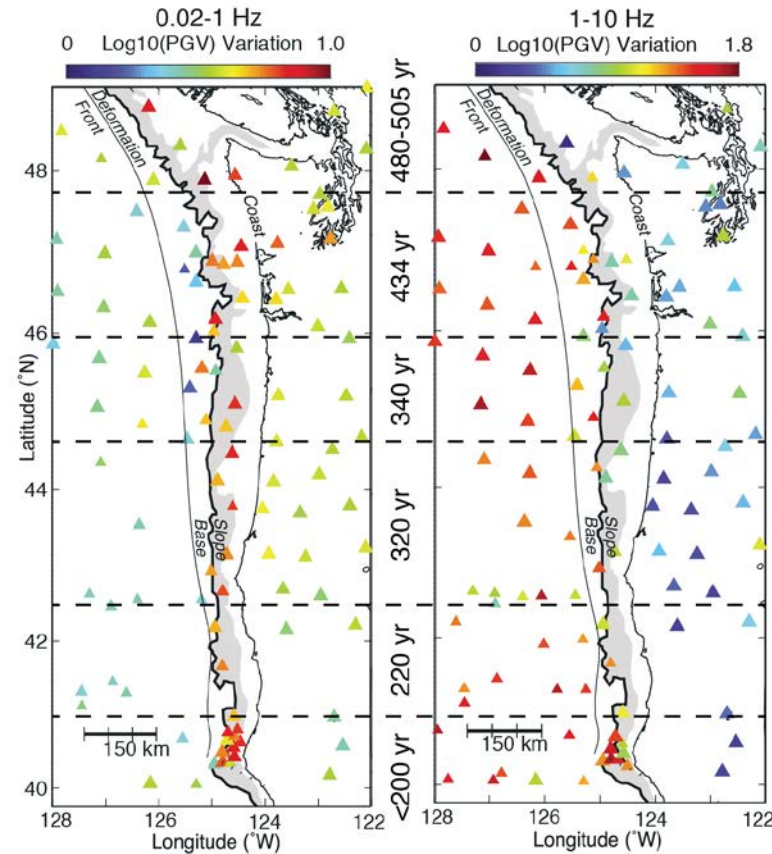 0.02-1 Hz
0 Log10(PGV) Variation 1.0
1-10 Hz
0 Log10(PGV) Variation 1.8
Deformation
Front
Coast
Base
Slope
150 km
Latitude (˚N)
48
46
44
42
40
128
126
124
122
Longitude (˚W)
480-505 yr
434 yr
340 yr
320 yr
220 yr
<200 yr
Deformation
Front
Coast
Base
Slope
150 km
128
126
124
122
Longitude (˚W)